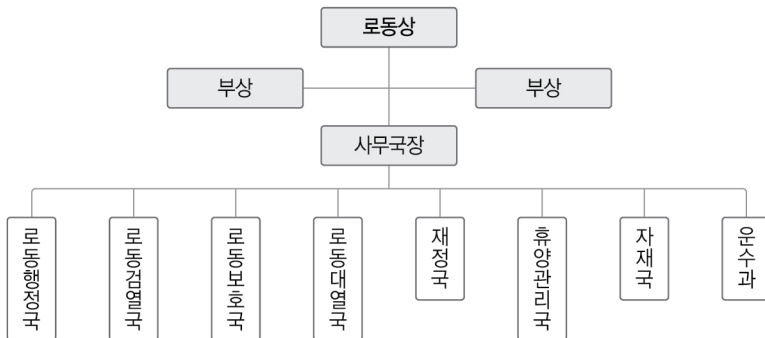 로동상
부상
부상
사무국장
로동행정국
로동검열국
로동보호국
로동대열국
재정국
휴양관리국
자재국
운수과